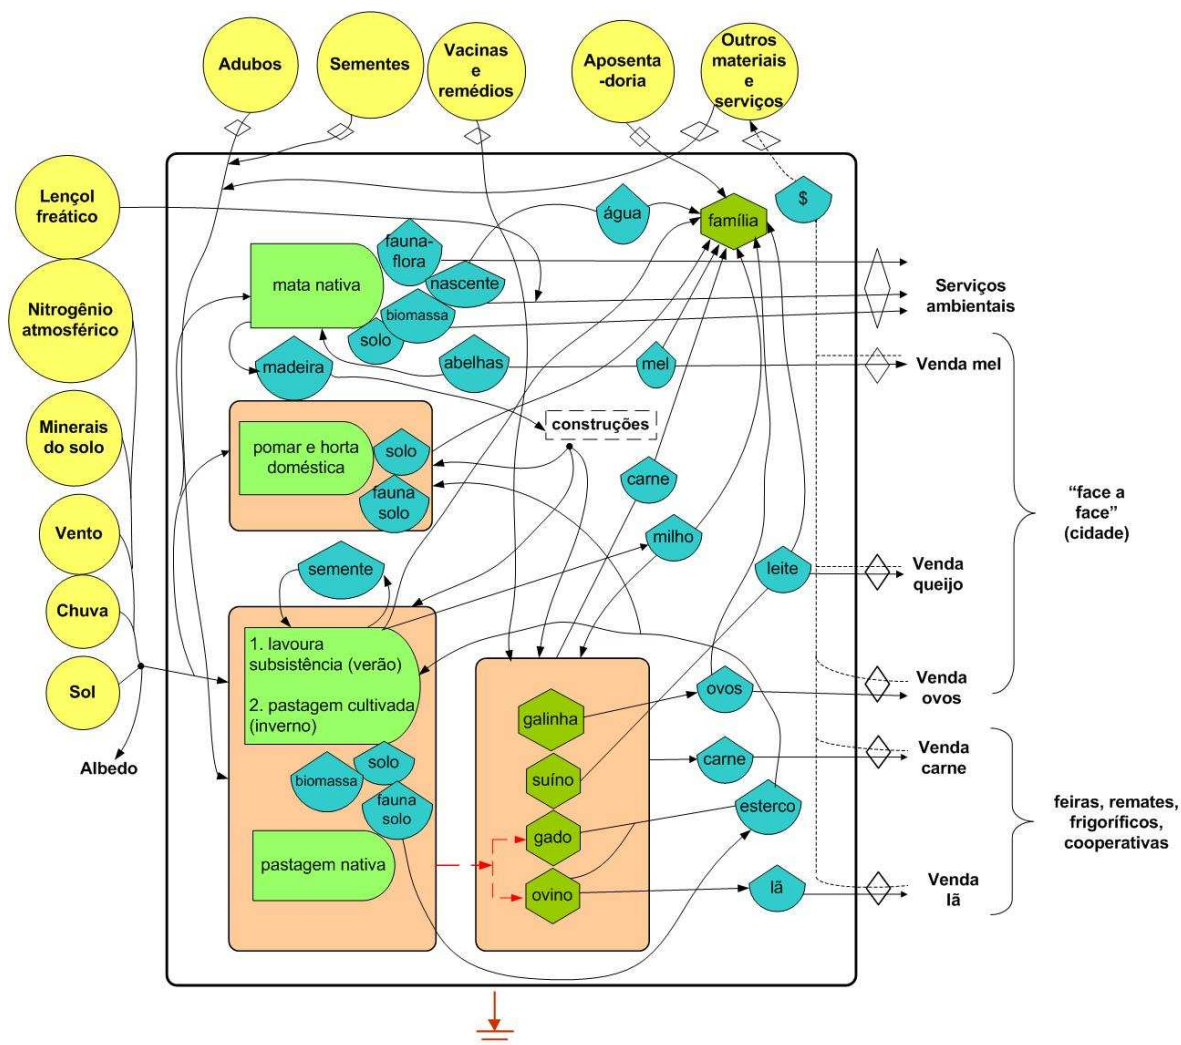 Adubos
Sementes
Vacinas
e
remédios
Aposenta
-doria
Outros
materiais
e
serviços
Lençol
freático
Nitrogênio
atmosférico
Minerais
do solo
Vento
Chuva
Sol
Albedo
água
família
$
fauna-
flora
mata nativa
nascente
biomassa
solo
madeira
abelhas
mel
Serviços
ambientais
Venda mel
construções
pomar e horta
doméstica
solo
fauna
solo
carne
milho
leite
semente
“face a
face”
(cidade)
Venda
queijo
1. lavoura
subsistência (verão)
2. pastagem cultivada
(inverno)
solo
biomassa
fauna
solo
pastagem nativa
galinha
suíno
gado
ovino
ovos
carne
esterco
lã
Venda
ovos
Venda
carne
Venda
lã
feiras, remates,
frigoríficos,
cooperativas